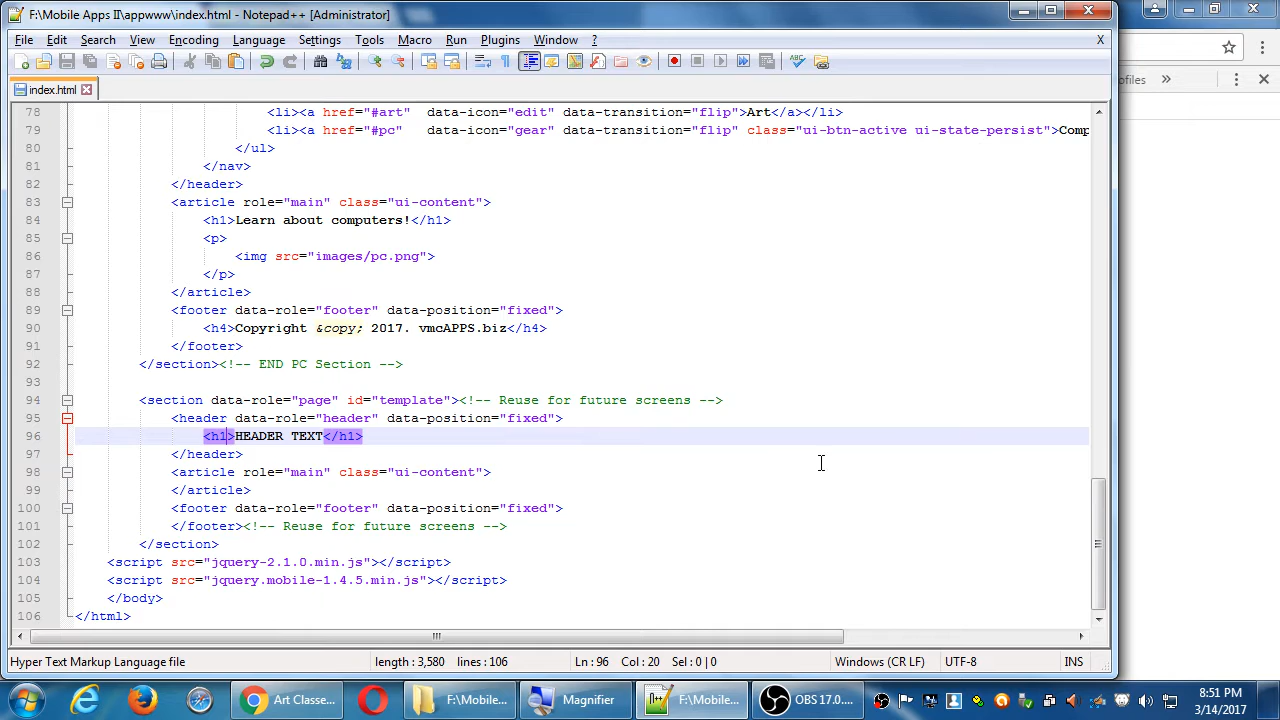 F:\Mobile Apps II\appwww\index.html - Notepad++ [Administrator]
File Edit Search View Encoding Language Settings Tools Macro Run Plugins Window ? X
index.html
ofiles »
78 <li><a href="#art" data-icon="edit" data-transition="flip">Art</a></li>
79 <li><a href="#pc" data-icon="gear" data-transition="flip" class="ui-btn-active ui-state-persist">Comp
80 </ul>
81 </nav>
82 </header>
83 <article role="main" class="ui-content">
84 <h1>Learn about computers!</h1>
85 <p>
86 <img src="images/pc.png">
87 </p>
88 </article>
89 <footer data-role="footer" data-position="fixed">
90 <h4>Copyright &copy; 2017. vmcAPPS.biz</h4>
91 </footer>
92 </section><!-- END PC Section -->
93
94 <section data-role="page" id="template"><!-- Reuse for future screens -->
95 <header data-role="header" data-position="fixed">
96 <h1>HEADER TEXT</h1>
97 </header>
98 <article role="main" class="ui-content">
99 </article>
100 <footer data-role="footer" data-position="fixed">
101 </footer><!-- Reuse for future screens -->
102 </section>
103 <script src="jquery-2.1.0.min.js"></script>
104 <script src="jquery.mobile-1.4.5.min.js"></script>
105 </body>
106 </html>
Hyper Text Markup Language file length : 3,580 lines : 106 Ln : 96 Col : 20 Sel : 0 | 0 Windows (CR LF) UTF-8 INS
Art Classe... F:\Mobile... Magnifier F:\Mobile... OBS 17.0.... 8:51 PM
3/14/2017